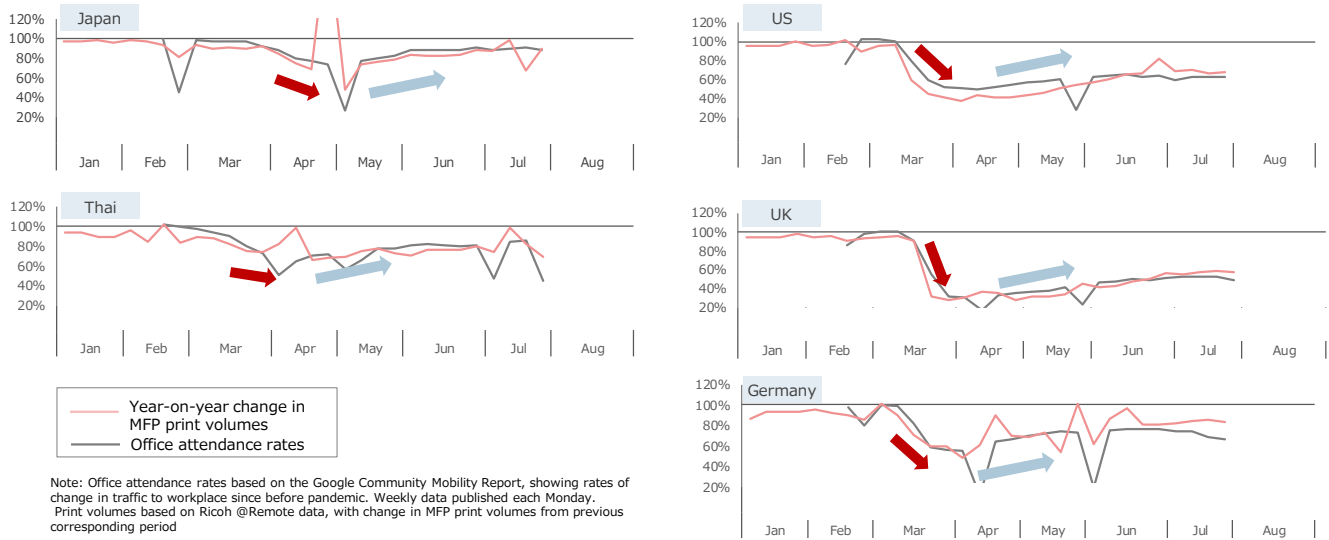 Japan
120%
100%
80%
60%
40%
20%
Jan Feb Mar Apr May Jun Jul Aug
Thai
120%
100%
80%
60%
40%
20%
Jan Feb Mar Apr May Jun Jul Aug
Year-on-year change in
MFP print volumes
Office attendance rates
Note: Office attendance rates based on the Google Community Mobility Report, showing rates of
change in traffic to workplace since before pandemic. Weekly data published each Monday.
Print volumes based on Ricoh @Remote data, with change in MFP print volumes from previous
corresponding period
US
120%
100%
80%
60%
40%
20%
Jan Feb Mar Apr May Jun Jul Aug
UK
120%
100%
80%
60%
40%
20%
Jan Feb Mar Apr May Jun Jul Aug
Germany
120%
100%
80%
60%
40%
20%
Jan Feb Mar Apr May Jun Jul Aug